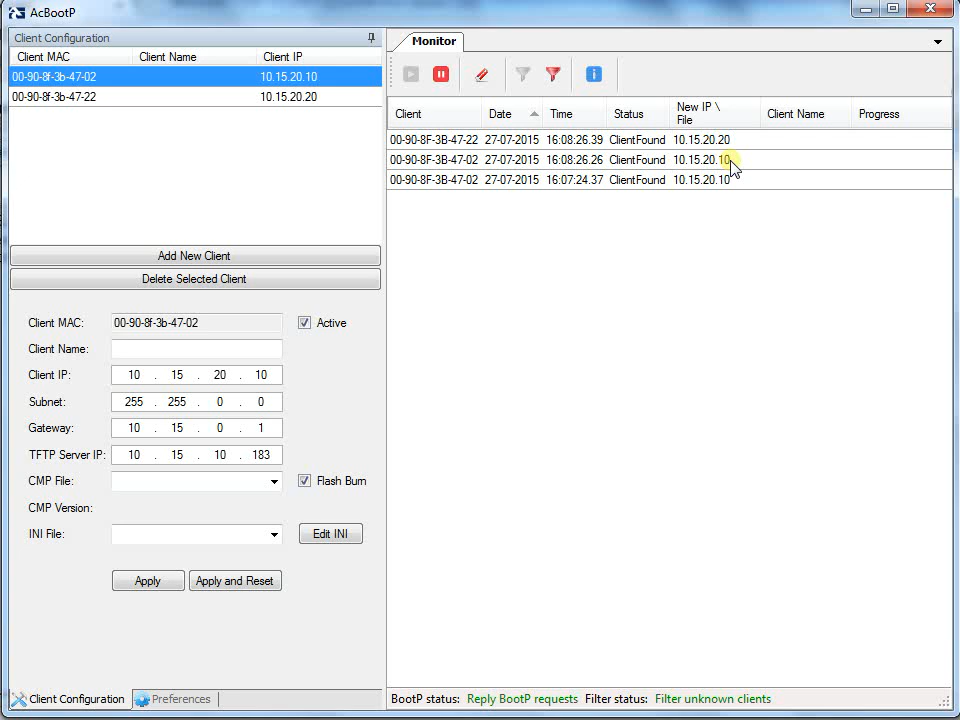 AcBootP
Client Configuration
Client MAC Client Name Client IP
00-90-8f-3b-47-02 10.15.20.10
00-90-8f-3b-47-22 10.15.20.20
Add New Client
Delete Selected Client
Client MAC: 00-90-8f-3b-47-02 Active
Client Name:
Client IP: 10 . 15 . 20 . 10
Subnet: 255 . 255 . 0 . 0
Gateway: 10 . 15 . 0 . 1
TFTP Server IP: 10 . 15 . 10 . 183
CMP File: Flash Burn
CMP Version:
INI File: Edit INI
Apply Apply and Reset
Client Configuration Preferences
Monitor
Client Date Time Status New IP \ File Client Name Progress
00-90-8F-3B-47-22 27-07-2015 16:08:26.39 ClientFound 10.15.20.20
00-90-8F-3B-47-02 27-07-2015 16:08:26.26 ClientFound 10.15.20.10
00-90-8F-3B-47-02 27-07-2015 16:07:24.37 ClientFound 10.15.20.10
BootP status: Reply BootP requests Filter status: Filter unknown clients